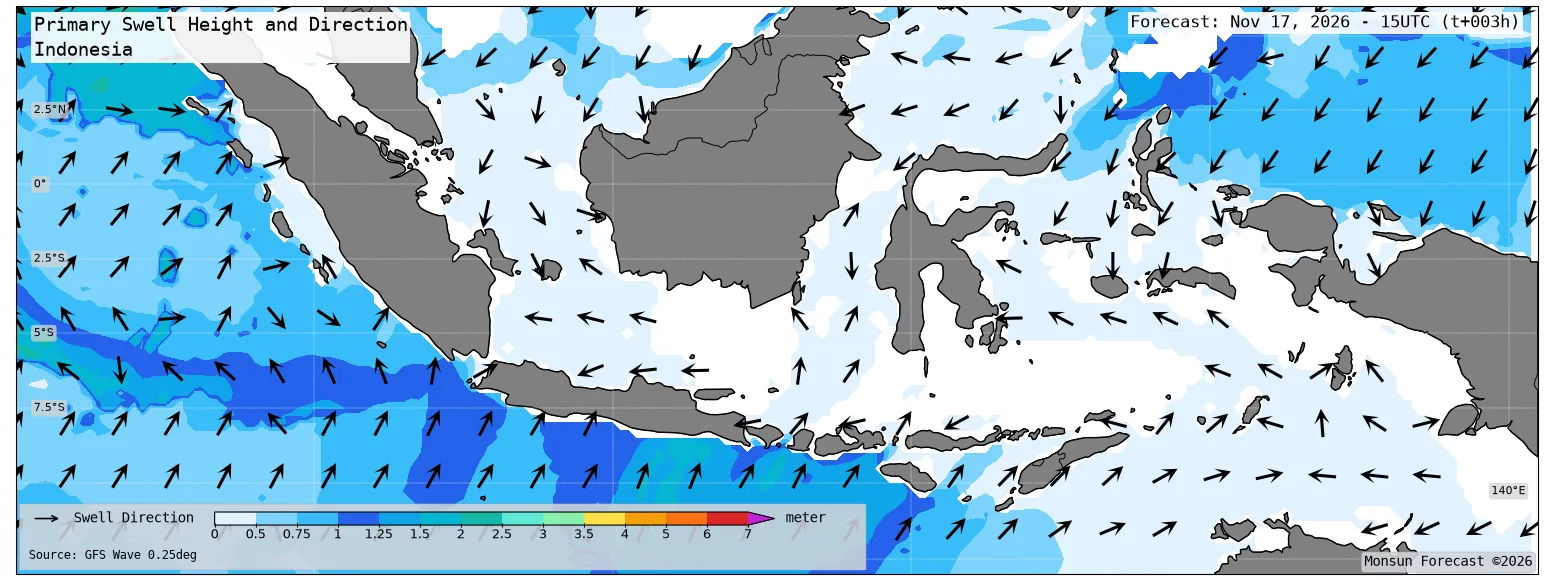 Primary Swell Height and Direction
Indonesia
Forecast: Nov 17, 2026 - 15UTC (t+003h)
2.5°N
0°
2.5°S
5°S
7.5°S
140°E
Swell Direction
0 0.5 0.75 1 1.25 1.5 2 2.5 3 3.5 4 5 6 7
meter
Source: GFS Wave 0.25deg
Monsun Forecast ©2026